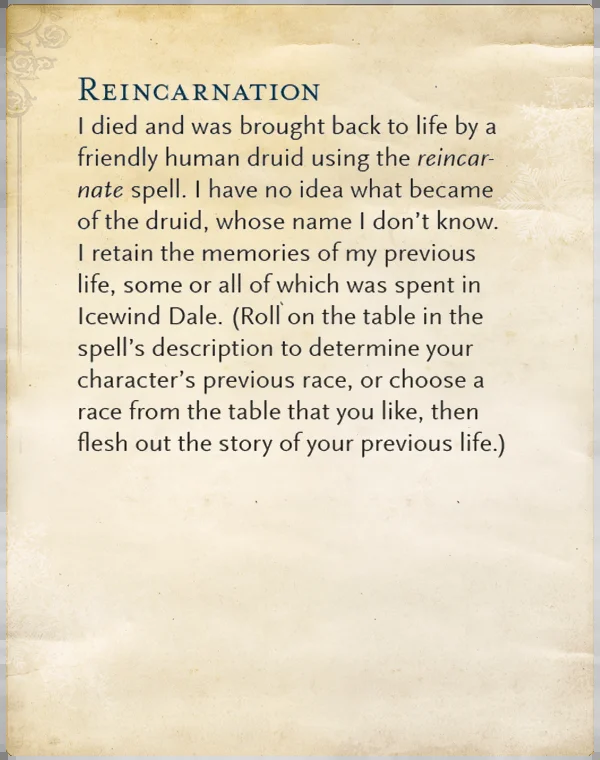 REINCARNATION
I died and was brought back to life by a
friendly human druid using the reincar-
nate spell. I have no idea what became
of the druid, whose name I don’t know.
I retain the memories of my previous
life, some or all of which was spent in
Icewind Dale. (Roll on the table in the
spell’s description to determine your
character’s previous race, or choose a
race from the table that you like, then
flesh out the story of your previous life.)